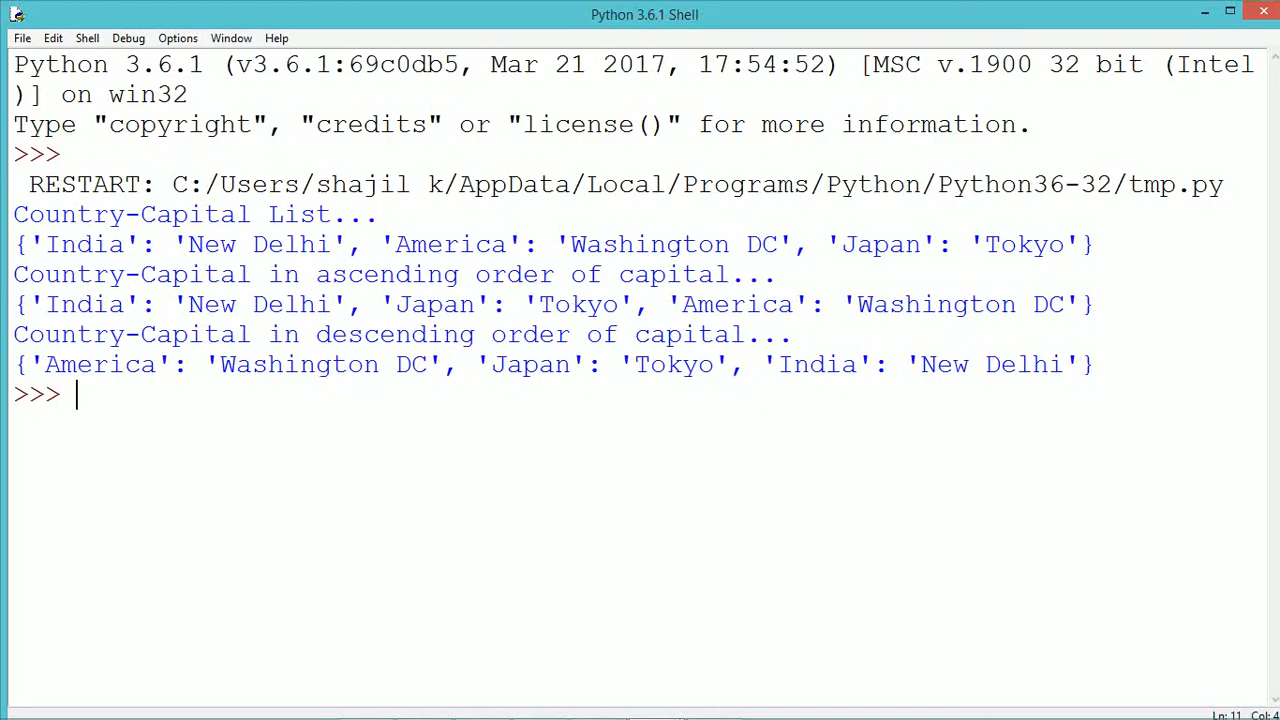 Python 3.6.1 Shell
File Edit Shell Debug Options Window Help
Python 3.6.1 (v3.6.1:69c0db5, Mar 21 2017, 17:54:52) [MSC v.1900 32 bit (Intel
)] on win32
Type "copyright", "credits" or "license()" for more information.
>>>
 RESTART: C:/Users/shajil k/AppData/Local/Programs/Python/Python36-32/tmp.py
Country-Capital List...
{'India': 'New Delhi', 'America': 'Washington DC', 'Japan': 'Tokyo'}
Country-Capital in ascending order of capital...
{'India': 'New Delhi', 'Japan': 'Tokyo', 'America': 'Washington DC'}
Country-Capital in descending order of capital...
{'America': 'Washington DC', 'Japan': 'Tokyo', 'India': 'New Delhi'}
>>>
Ln: 11 Col: 4